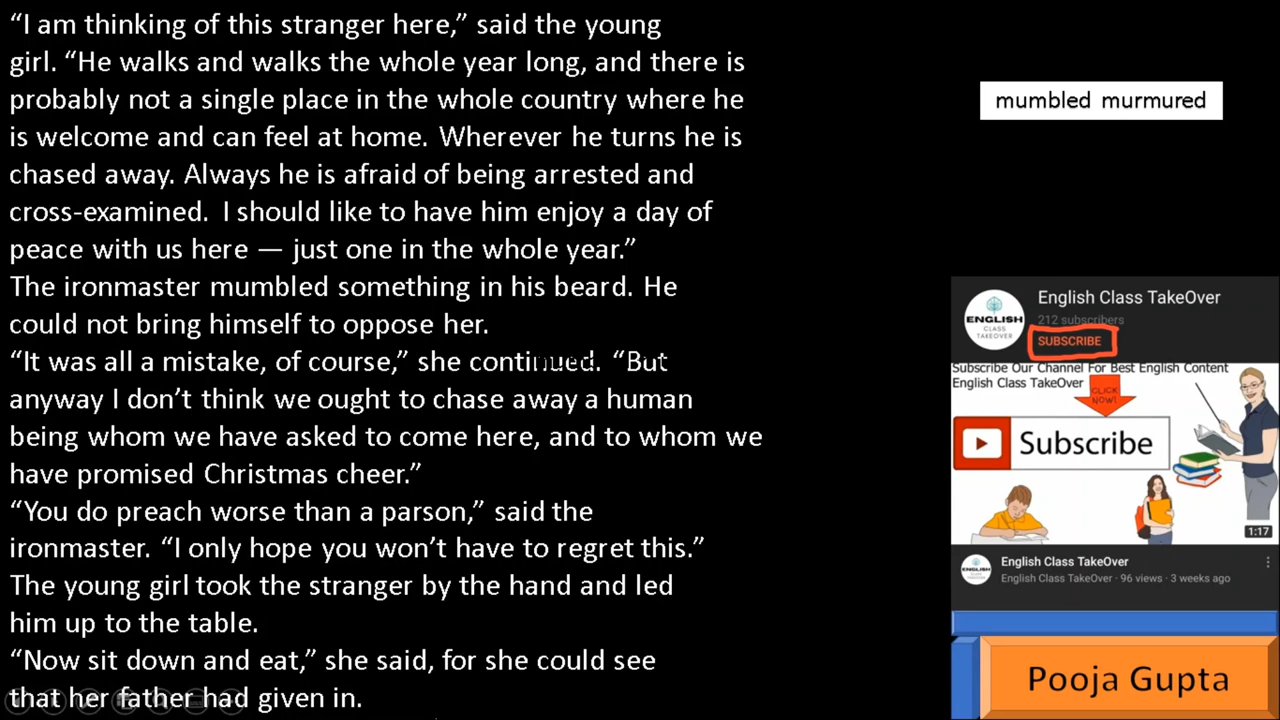 “I am thinking of this stranger here,” said the young
girl. “He walks and walks the whole year long, and there is
probably not a single place in the whole country where he
is welcome and can feel at home. Wherever he turns he is
chased away. Always he is afraid of being arrested and
cross-examined. I should like to have him enjoy a day of
peace with us here — just one in the whole year.”
The ironmaster mumbled something in his beard. He
could not bring himself to oppose her.
“It was all a mistake, of course,” she continued. “But
anyway I don’t think we ought to chase away a human
being whom we have asked to come here, and to whom we
have promised Christmas cheer.”
“You do preach worse than a parson,” said the
ironmaster. “I only hope you won’t have to regret this.”
The young girl took the stranger by the hand and led
him up to the table.
“Now sit down and eat,” she said, for she could see
that her father had given in.
mumbled murmured
English Class TakeOver
212 subscribers
SUBSCRIBE
ENGLISH
CLASS
TAKEOVER
Subscribe Our Channel For Best English Content
English Class TakeOver
CLICK
NOW!
Subscribe
1:17
English Class TakeOver
English Class TakeOver · 96 views · 3 weeks ago
ENGLISH
Pooja Gupta